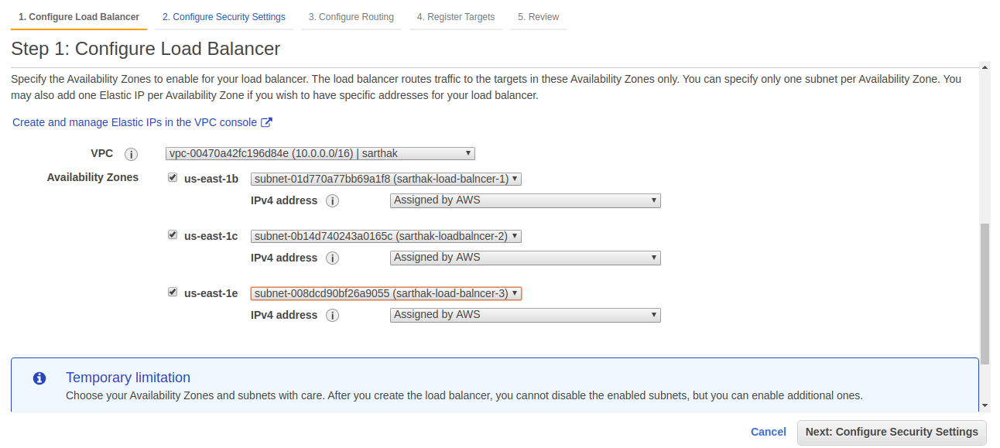 1. Configure Load Balancer 2. Configure Security Settings 3. Configure Routing 4. Register Targets 5. Review
Step 1: Configure Load Balancer
Specify the Availability Zones to enable for your load balancer. The load balancer routes traffic to the targets in these Availability Zones only. You can specify only one subnet per Availability Zone. You
may also add one Elastic IP per Availability Zone if you wish to have specific addresses for your load balancer.
Create and manage Elastic IPs in the VPC console
VPC vpc-00470a42fc196d84e (10.0.0.0/16) | sarthak
Availability Zones us-east-1b subnet-01d770a77bb69a1f8 (sarthak-load-balncer-1)
IPv4 address Assigned by AWS
us-east-1c subnet-0b14d740243a0165c (sarthak-loadbalncer-2)
IPv4 address Assigned by AWS
us-east-1e subnet-008dcd90bf26a9055 (sarthak-load-balncer-3)
IPv4 address Assigned by AWS
Temporary limitation
Choose your Availability Zones and subnets with care. After you create the load balancer, you cannot disable the enabled subnets, but you can enable additional ones.
Cancel Next: Configure Security Settings